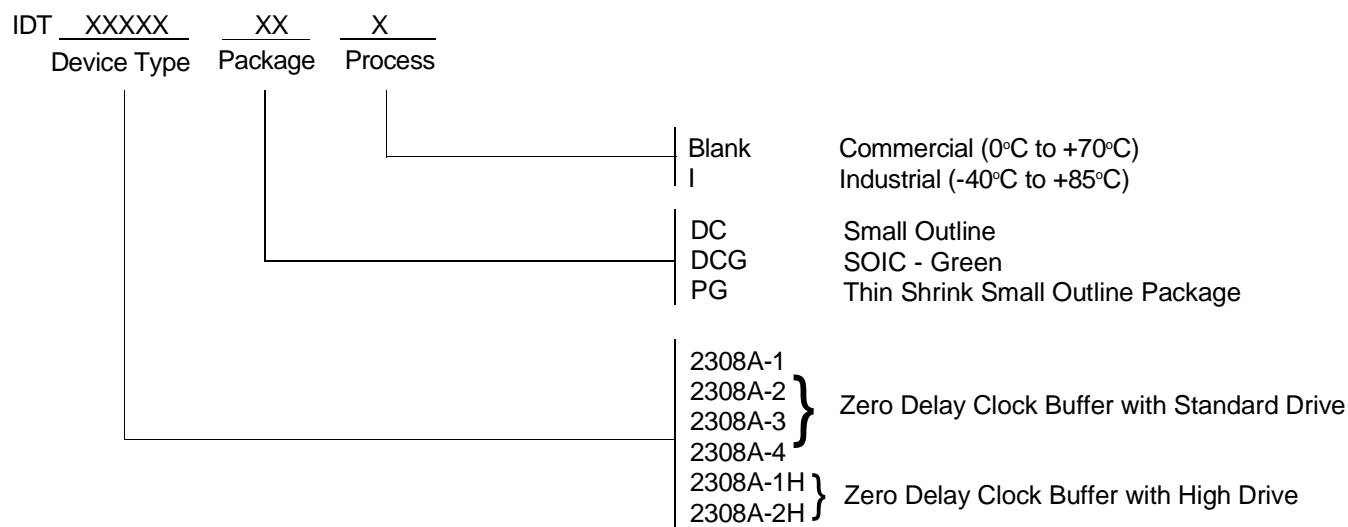 IDT XXXXX XX X
Device Type Package Process
Blank Commercial (0°C to +70°C)
I Industrial (-40°C to +85°C)
DC Small Outline
DCG SOIC - Green
PG Thin Shrink Small Outline Package
2308A-1
2308A-2
2308A-3
2308A-4
Zero Delay Clock Buffer with Standard Drive
2308A-1H
2308A-2H
Zero Delay Clock Buffer with High Drive